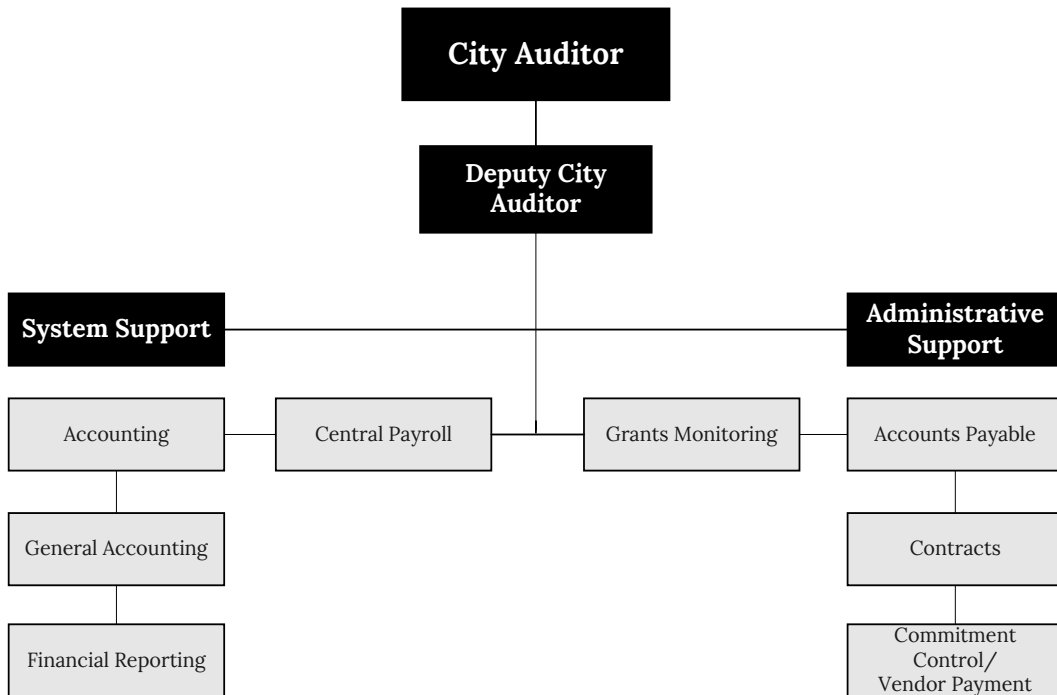 City Auditor
Deputy City
Auditor
System Support
Administrative
Support
Accounting
Central Payroll
Grants Monitoring
Accounts Payable
General Accounting
Contracts
Financial Reporting
Commitment
Control/
Vendor Payment